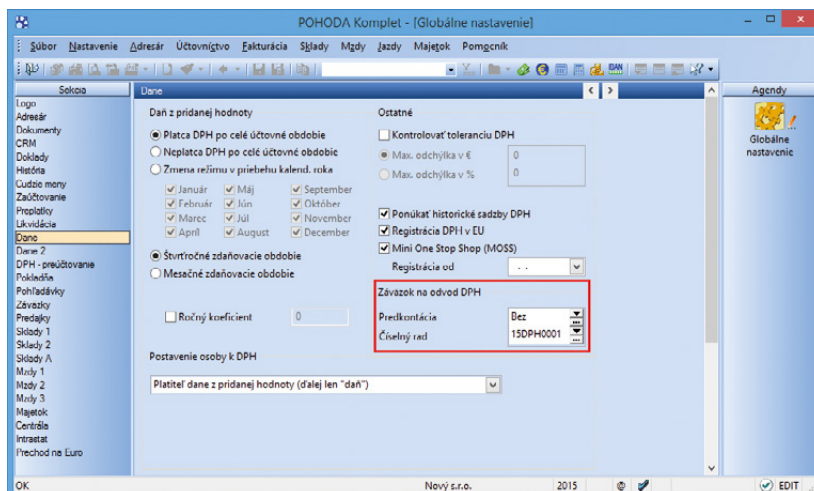 POHODA Komplet - [Globálne nastavenie]
Súbor Nastavenie Adresár Účtovníctvo Fakturácia Sklady Mzdy Jazdy Majetok Pomocník
IBAN
Sekcia
Logo
Adresár
Dokumenty
CRM
Doklady
História
Cudzie meny
Zaúčtovanie
Preplatky
Likvidácia
Dane
Dane 2
DPH - preúčtovanie
Pokladňa
Pohľadávky
Záväzky
Predajky
Sklady 1
Sklady 2
Sklady A
Mzdy 1
Mzdy 2
Mzdy 3
Majetok
Centrála
Intrastat
Prechod na Euro
Dane
Daň z pridanej hodnoty
Platca DPH po celé účtovné obdobie
Neplatca DPH po celé účtovné obdobie
Zmena režimu v priebehu kalend. roka
Január Máj September
Február Jún Október
Marec Júl November
Apríl August December
Štvrťročné zdaňovacie obdobie
Mesačné zdaňovacie obdobie
Ročný koeficient 0
Postavenie osoby k DPH
Platiteľ dane z pridanej hodnoty (ďalej len "daň")
Ostatné
Kontrolovať toleranciu DPH
Max. odchýlka v € 0
Max. odchýlka v % 0
Ponúkať historické sadzby DPH
Registrácia DPH v EU
Mini One Stop Shop (MOSS)
Registrácia od . .
Záväzok na odvod DPH
Predkontácia Bez
Číselný rad 15DPH0001
Agendy
Globálne
nastavenie
OK Nový s.r.o. 2015 @ EDIT